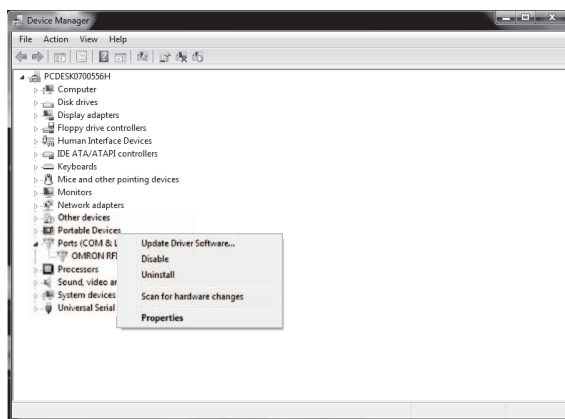 Device Manager
File Action View Help
PCDESK0700556H
Computer
Disk drives
Display adapters
Floppy drive controllers
Human Interface Devices
IDE ATA/ATAPI controllers
Keyboards
Mice and other pointing devices
Monitors
Network adapters
Other devices
Portable Devices
Ports (COM & L
OMRON RFI
Processors
Sound, video ar
System devices
Universal Serial
Update Driver Software...
Disable
Uninstall
Scan for hardware changes
Properties